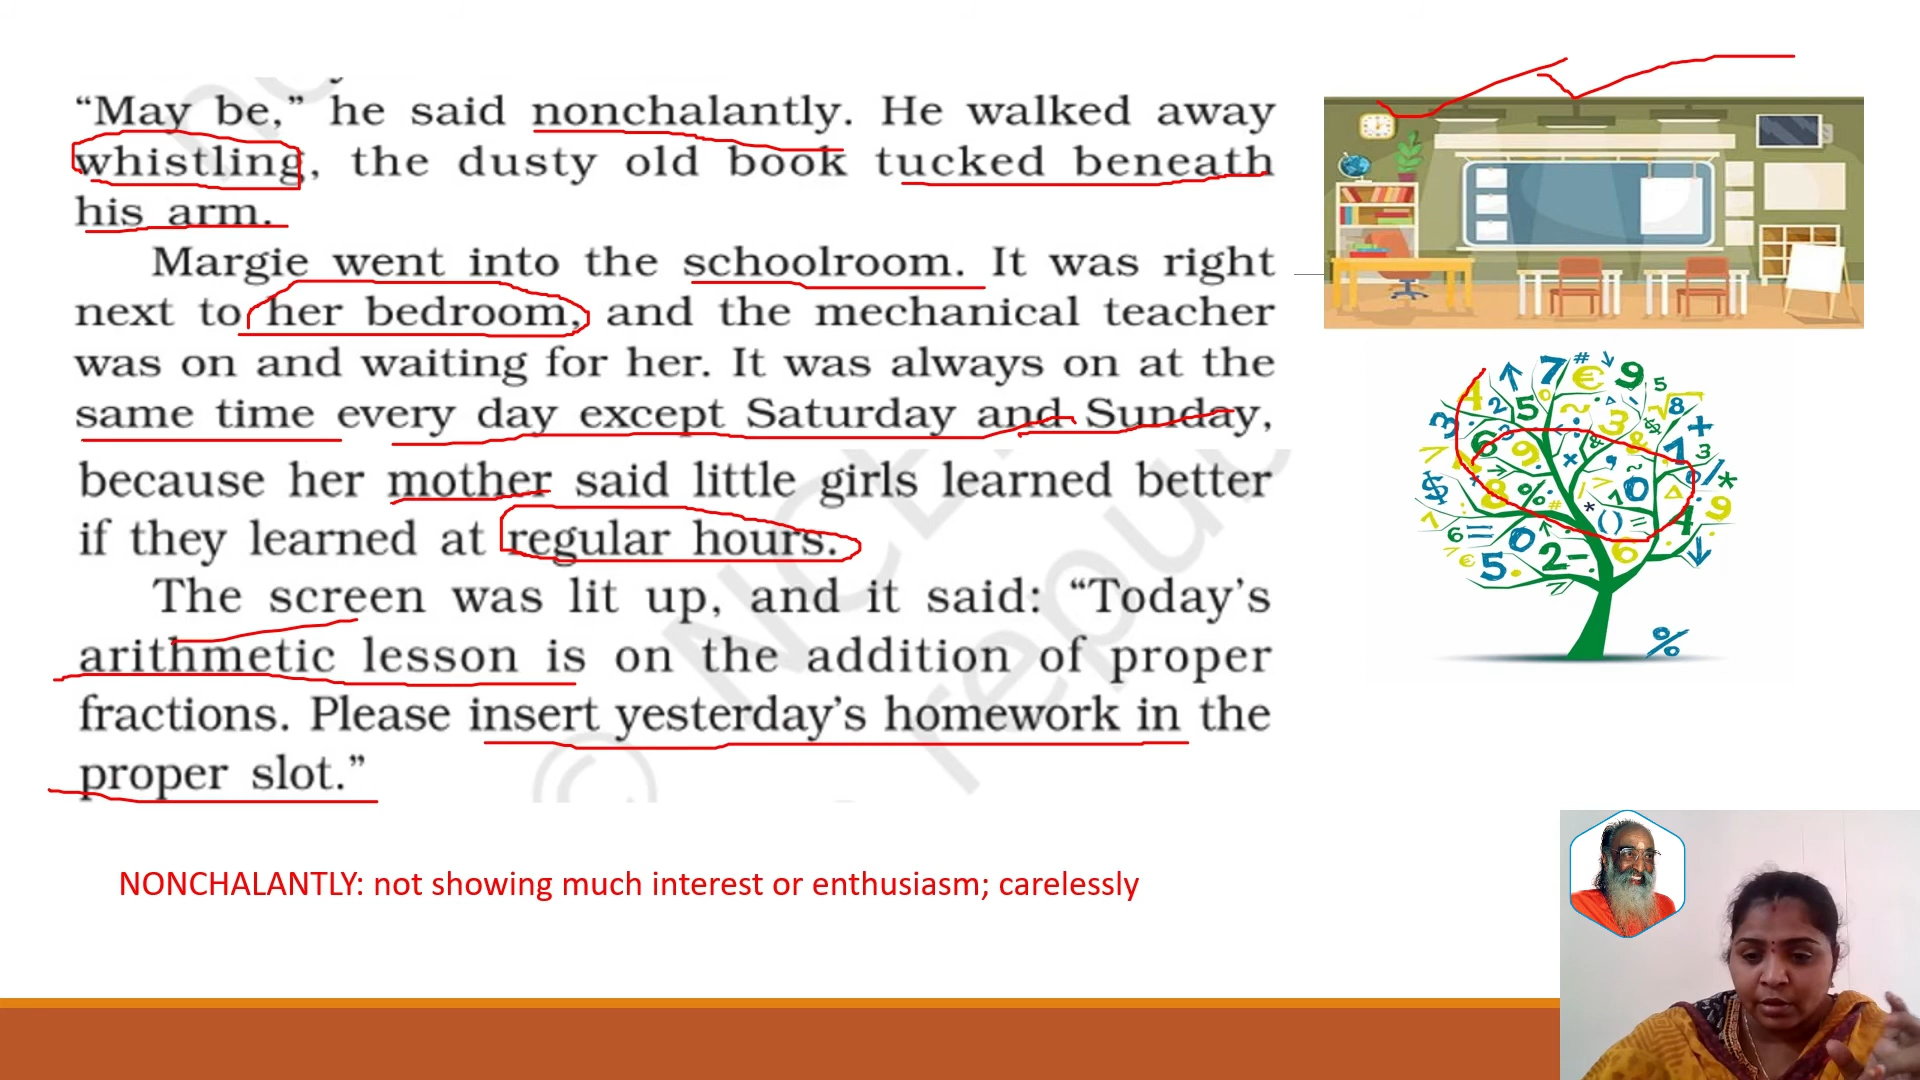 “May be,” he said nonchalantly. He walked away
whistling, the dusty old book tucked beneath
his arm.
Margie went into the schoolroom. It was right
next to her bedroom, and the mechanical teacher
was on and waiting for her. It was always on at the
same time every day except Saturday and Sunday,
because her mother said little girls learned better
if they learned at regular hours.
The screen was lit up, and it said: “Today’s
arithmetic lesson is on the addition of proper
fractions. Please insert yesterday’s homework in the
proper slot.”
NONCHALANTLY: not showing much interest or enthusiasm; carelessly